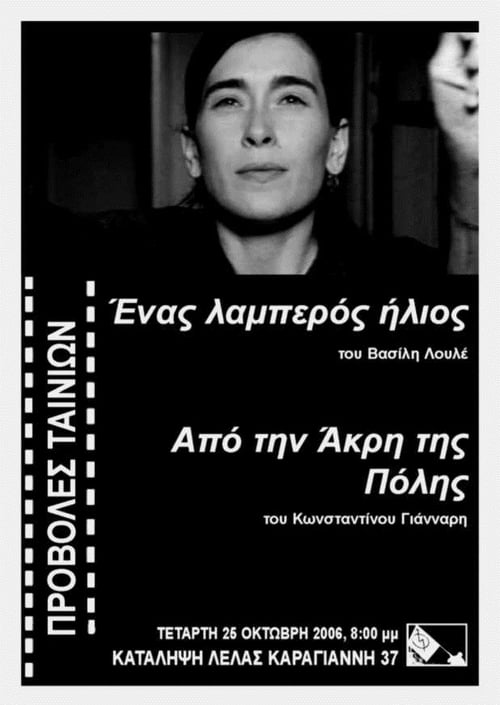 Ένας λαμπερός ήλιος
του Βασίλη Λουλέ
Από την Άκρη της
Πόλης
του Κωνσταντίνου Γιάνναρη
ΠΡΟΒΟΛΕΣ ΤΑΙΝΙΩΝ
ΤΕΤΑΡΤΗ 25 ΟΚΤΩΒΡΗ 2006, 8:00 μμ
ΚΑΤΑΛΗΨΗ ΛΕΛΑΣ ΚΑΡΑΓΙΑΝΝΗ 37